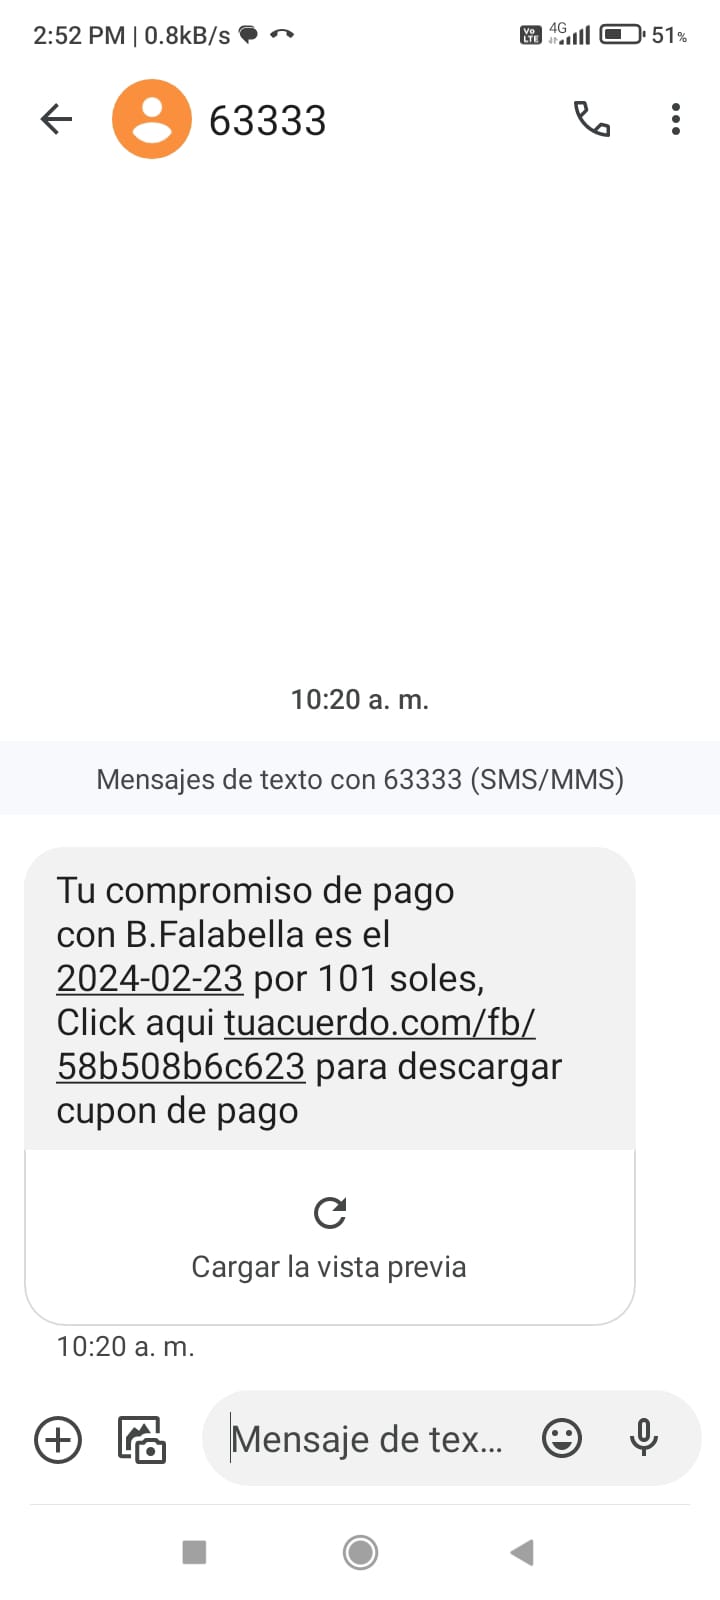 2:52 PM | 0.8kB/s
Vo LTE 4G 51%
63333
10:20 a. m.
Mensajes de texto con 63333 (SMS/MMS)
Tu compromiso de pago
con B.Falabella es el
2024-02-23 por 101 soles,
Click aqui tuacuerdo.com/fb/
58b508b6c623 para descargar
cupon de pago
Cargar la vista previa
10:20 a. m.
Mensaje de tex...